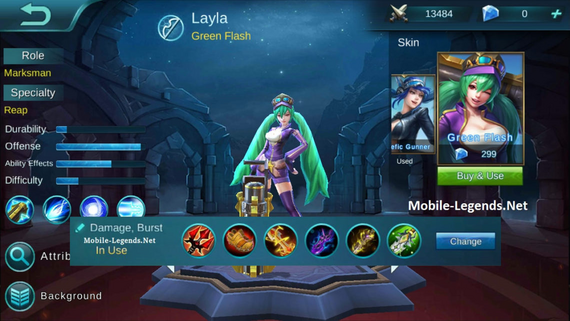 Layla
Green Flash
13484
0
Role
Marksman
Specialty
Reap
Durability
Offense
Ability Effects
Difficulty
Skin
efic Gunner
Used
Green Flash
299
Buy & Use
Mobile-Legends.Net
Damage, Burst
Mobile-Legends.Net
In Use
Change
Attrib
Background